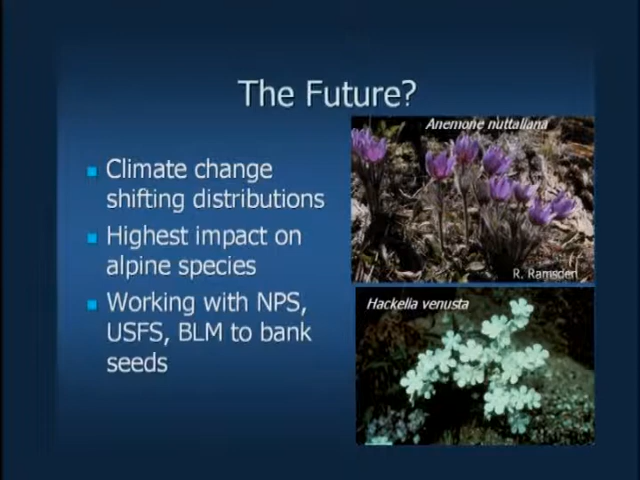 The Future?
Climate change
shifting distributions
Highest impact on
alpine species
Working with NPS,
USFS, BLM to bank
seeds
Anemone nuttaliana
R. Ramsden
Hackelia venusta